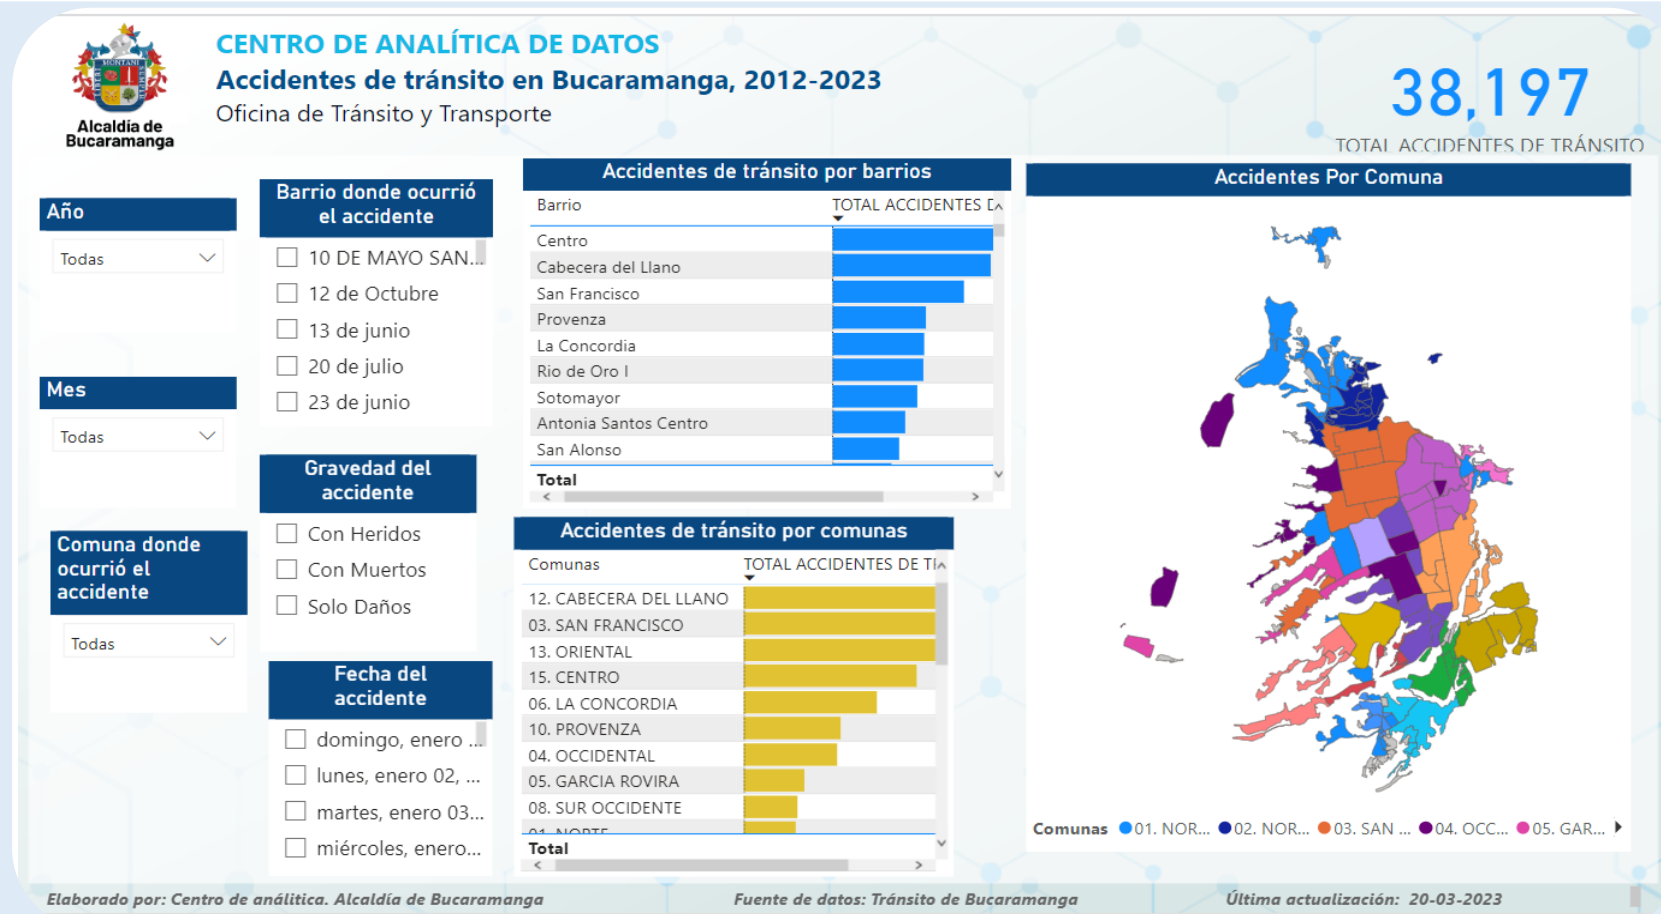 CENTRO DE ANALÍTICA DE DATOS
Accidentes de tránsito en Bucaramanga, 2012-2023
Oficina de Tránsito y Transporte
MONTANI
Alcaldía de
Bucaramanga
38,197
TOTAL ACCIDENTES DE TRÁNSITO
Año
Todas
Mes
Todas
Comuna donde
ocurrió el
accidente
Todas
Barrio donde ocurrió
el accidente
10 DE MAYO SAN...
12 de Octubre
13 de junio
20 de julio
23 de junio
Gravedad del
accidente
Con Heridos
Con Muertos
Solo Daños
Fecha del
accidente
domingo, enero ...
lunes, enero 02, ...
martes, enero 03...
miércoles, enero...
Accidentes de tránsito por barrios
Barrio TOTAL ACCIDENTES D
Centro
Cabecera del Llano
San Francisco
Provenza
La Concordia
Rio de Oro I
Sotomayor
Antonia Santos Centro
San Alonso
Total
Accidentes de tránsito por comunas
Comunas TOTAL ACCIDENTES DE TI
12. CABECERA DEL LLANO
03. SAN FRANCISCO
13. ORIENTAL
15. CENTRO
06. LA CONCORDIA
10. PROVENZA
04. OCCIDENTAL
05. GARCIA ROVIRA
08. SUR OCCIDENTE
01. NORTE
Total
Accidentes Por Comuna
Comunas 01. NOR... 02. NOR... 03. SAN ... 04. OCC... 05. GAR...
Elaborado por: Centro de análitica. Alcaldía de Bucaramanga
Fuente de datos: Tránsito de Bucaramanga
Última actualización: 20-03-2023